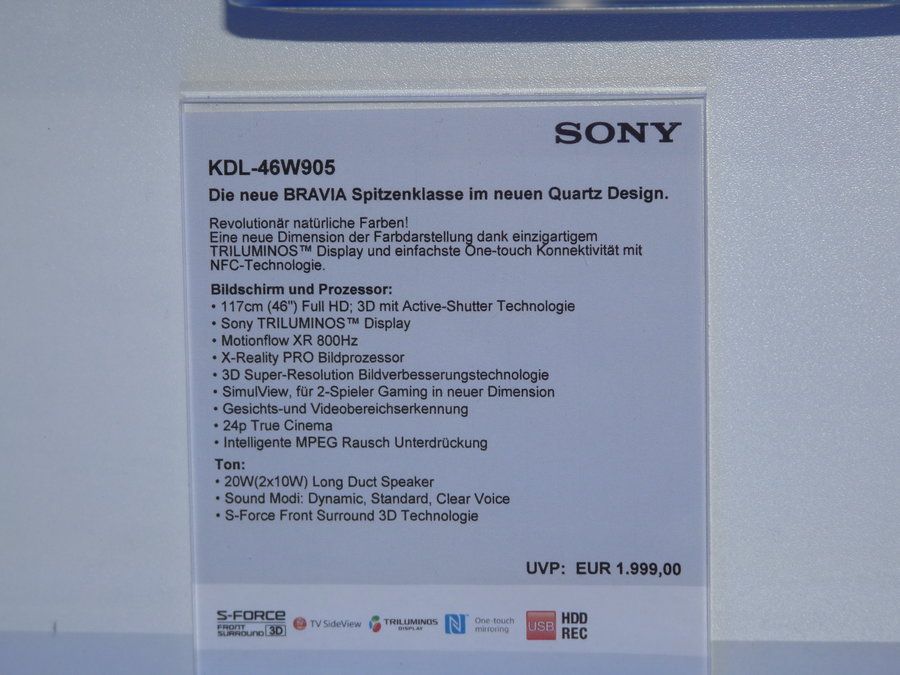 SONY
KDL-46W905
Die neue BRAVIA Spitzenklasse im neuen Quartz Design.
Revolutionär natürliche Farben!
Eine neue Dimension der Farbdarstellung dank einzigartigem
TRILUMINOS™ Display und einfachste One-touch Konnektivität mit
NFC-Technologie.
Bildschirm und Prozessor:
• 117cm (46") Full HD; 3D mit Active-Shutter Technologie
• Sony TRILUMINOS™ Display
• Motionflow XR 800Hz
• X-Reality PRO Bildprozessor
• 3D Super-Resolution Bildverbesserungstechnologie
• SimulView, für 2-Spieler Gaming in neuer Dimension
• Gesichts-und Videobereichserkennung
• 24p True Cinema
• Intelligente MPEG Rausch Unterdrückung
Ton:
• 20W(2x10W) Long Duct Speaker
• Sound Modi: Dynamic, Standard, Clear Voice
• S-Force Front Surround 3D Technologie
UVP: EUR 1.999,00
S-FORCE
FRONT
SURROUND 3D
TV SideView
TRILUMINOS
DISPLAY
One-touch
mirroring
USB
HDD
REC